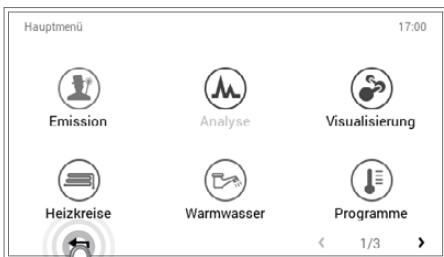 Hauptmenü 17:00
Emission Analyse Visualisierung
Heizkreise Warmwasser Programme
1/3